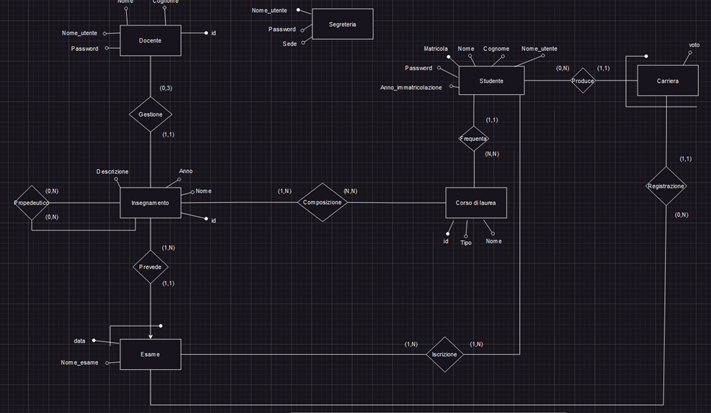 Nome
Cognome
Nome_utente
Password
Docente
id
Nome_utente
Password
Sede
Segreteria
Matricola
Nome
Cognome
Nome_utente
Password
Anno_immatricolazione
Studente
(0,N)
Produce
(1,1)
voto
Carriera
(0,3)
Gestione
(1,1)
(1,1)
Frequenta
(N,N)
(1,1)
Registrazione
(0,N)
Descrizione
Anno
Nome
(0,N)
Propedeutico
(0,N)
Insegnamento
id
(1,N)
Composizione
(N,N)
Corso di laurea
id
Tipo
Nome
(1,N)
Prevede
(1,1)
data
Nome_esame
Esame
(1,N)
Iscrizione
(1,N)